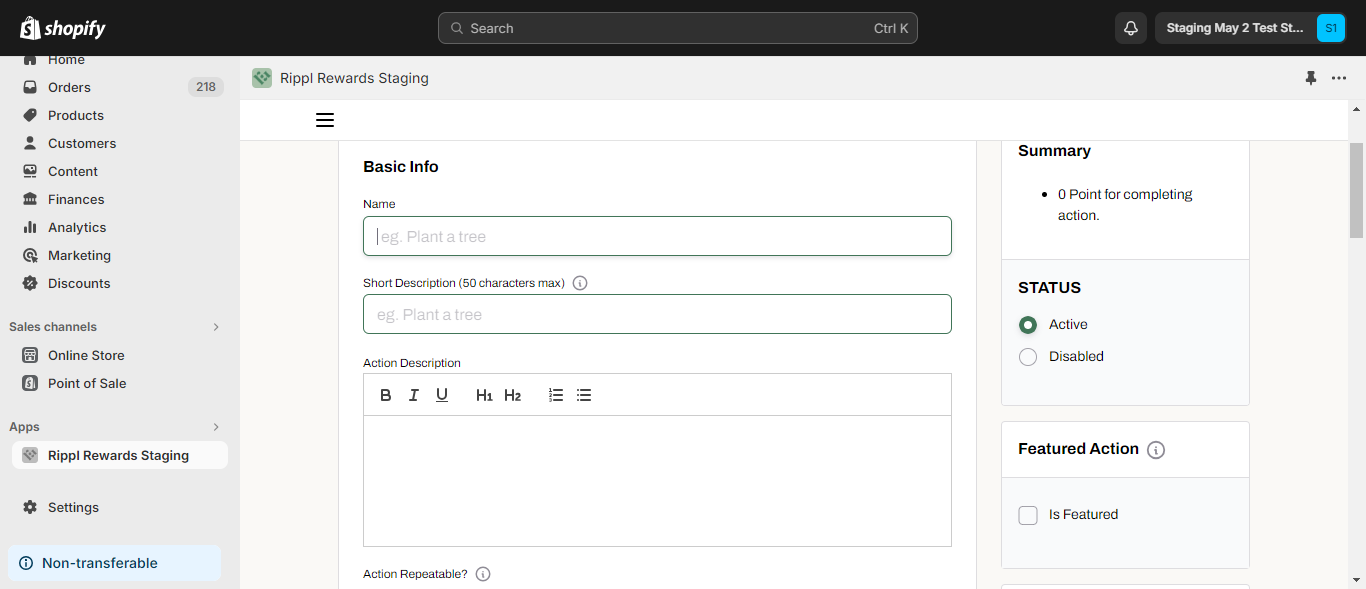 shopify
Search
Ctrl K
Staging May 2 Test St...
S1
Home
Orders
218
Products
Customers
Content
Finances
Analytics
Marketing
Discounts
Sales channels
Online Store
Point of Sale
Apps
Rippl Rewards Staging
Settings
Non-transferable
Rippl Rewards Staging
Basic Info
Name
eg. Plant a tree
Short Description (50 characters max)
eg. Plant a tree
Action Description
B I U H1 H2
Action Repeatable?
Summary
0 Point for completing
action.
STATUS
Active
Disabled
Featured Action
Is Featured